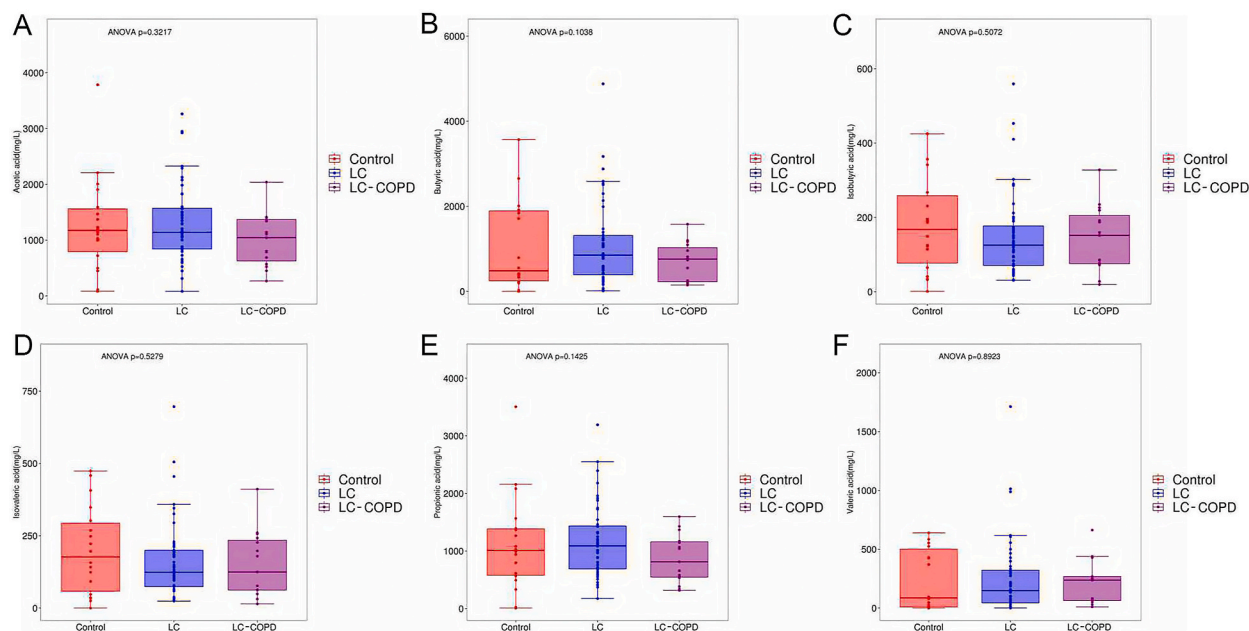 A
ANOVA p=0.3217
Acetic acid(mg/L)
4000
3000
2000
1000
0
Control
LC
LC-COPD
Control
LC
LC-COPD
B
ANOVA p=0.1038
Butyric acid(mg/L)
6000
4000
2000
0
Control
LC
LC-COPD
Control
LC
LC-COPD
C
ANOVA p=0.5072
Isobutyric acid(mg/L)
600
400
200
0
Control
LC
LC-COPD
Control
LC
LC-COPD
D
ANOVA p=0.5279
Isovaleric acid(mg/L)
750
500
250
0
Control
LC
LC-COPD
Control
LC
LC-COPD
E
ANOVA p=0.1425
Propionic acid(mg/L)
4000
3000
2000
1000
0
Control
LC
LC-COPD
Control
LC
LC-COPD
F
ANOVA p=0.8923
Valeric acid(mg/L)
2000
1500
1000
500
0
Control
LC
LC-COPD
Control
LC
LC-COPD